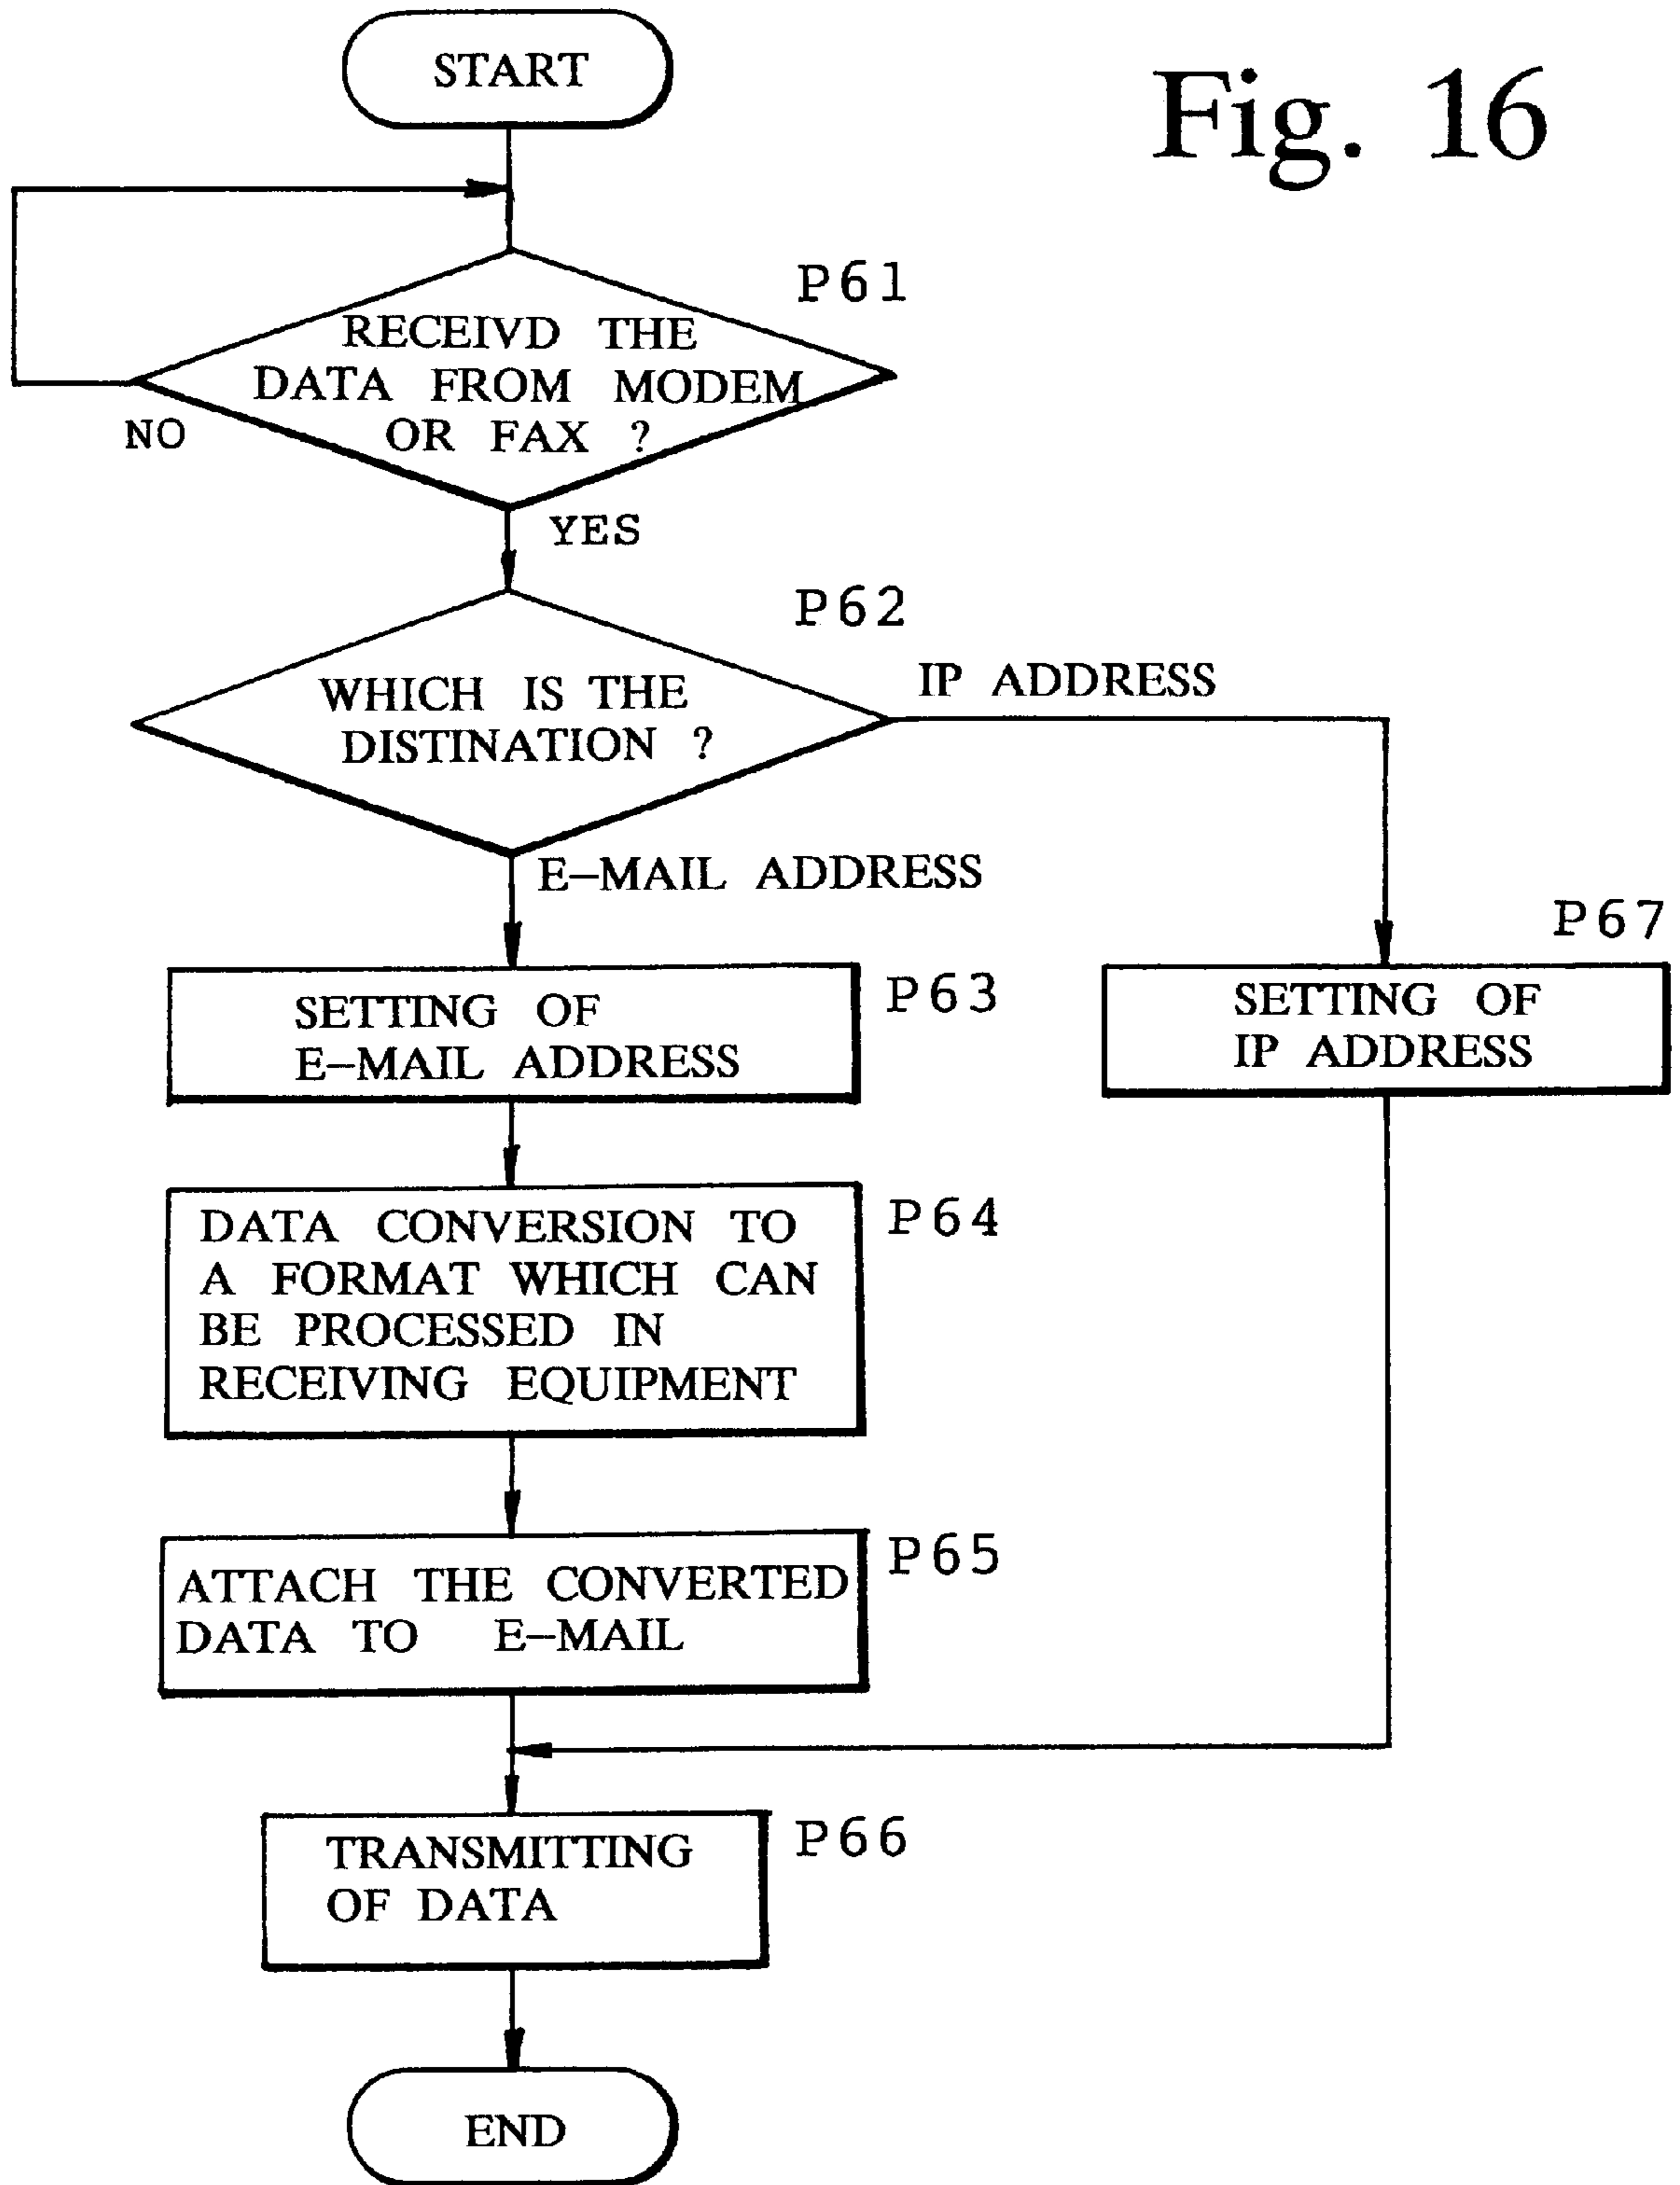 START
Fig. 16
P61
RECEIVD THE
DATA FROM MODEM
OR FAX ?
NO
YES
P62
WHICH IS THE
DISTINATION ?
IP ADDRESS
E-MAIL ADDRESS
P63
SETTING OF
E-MAIL ADDRESS
P67
SETTING OF
IP ADDRESS
P64
DATA CONVERSION TO
A FORMAT WHICH CAN
BE PROCESSED IN
RECEIVING EQUIPMENT
P65
ATTACH THE CONVERTED
DATA TO E-MAIL
P66
TRANSMITTING
OF DATA
END